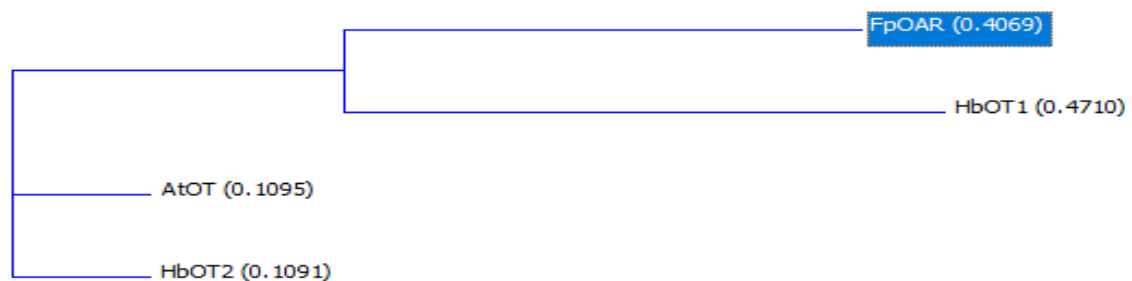 FpOAR (0.4069)
HbOT1 (0.4710)
AtOT (0.1095)
HbOT2 (0.1091)